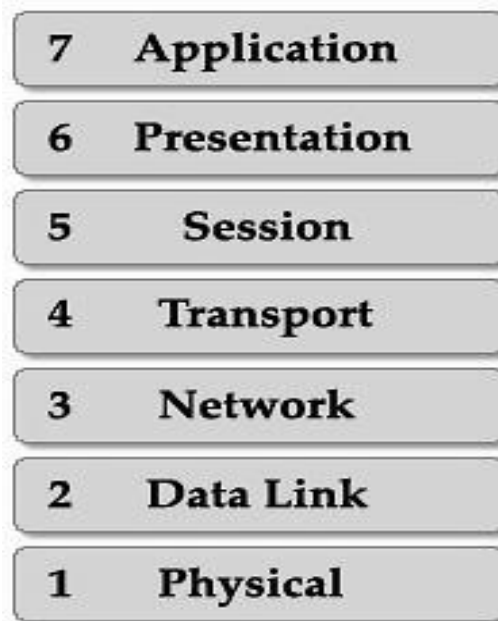 7 Application
6 Presentation
5 Session
4 Transport
3 Network
2 Data Link
1 Physical